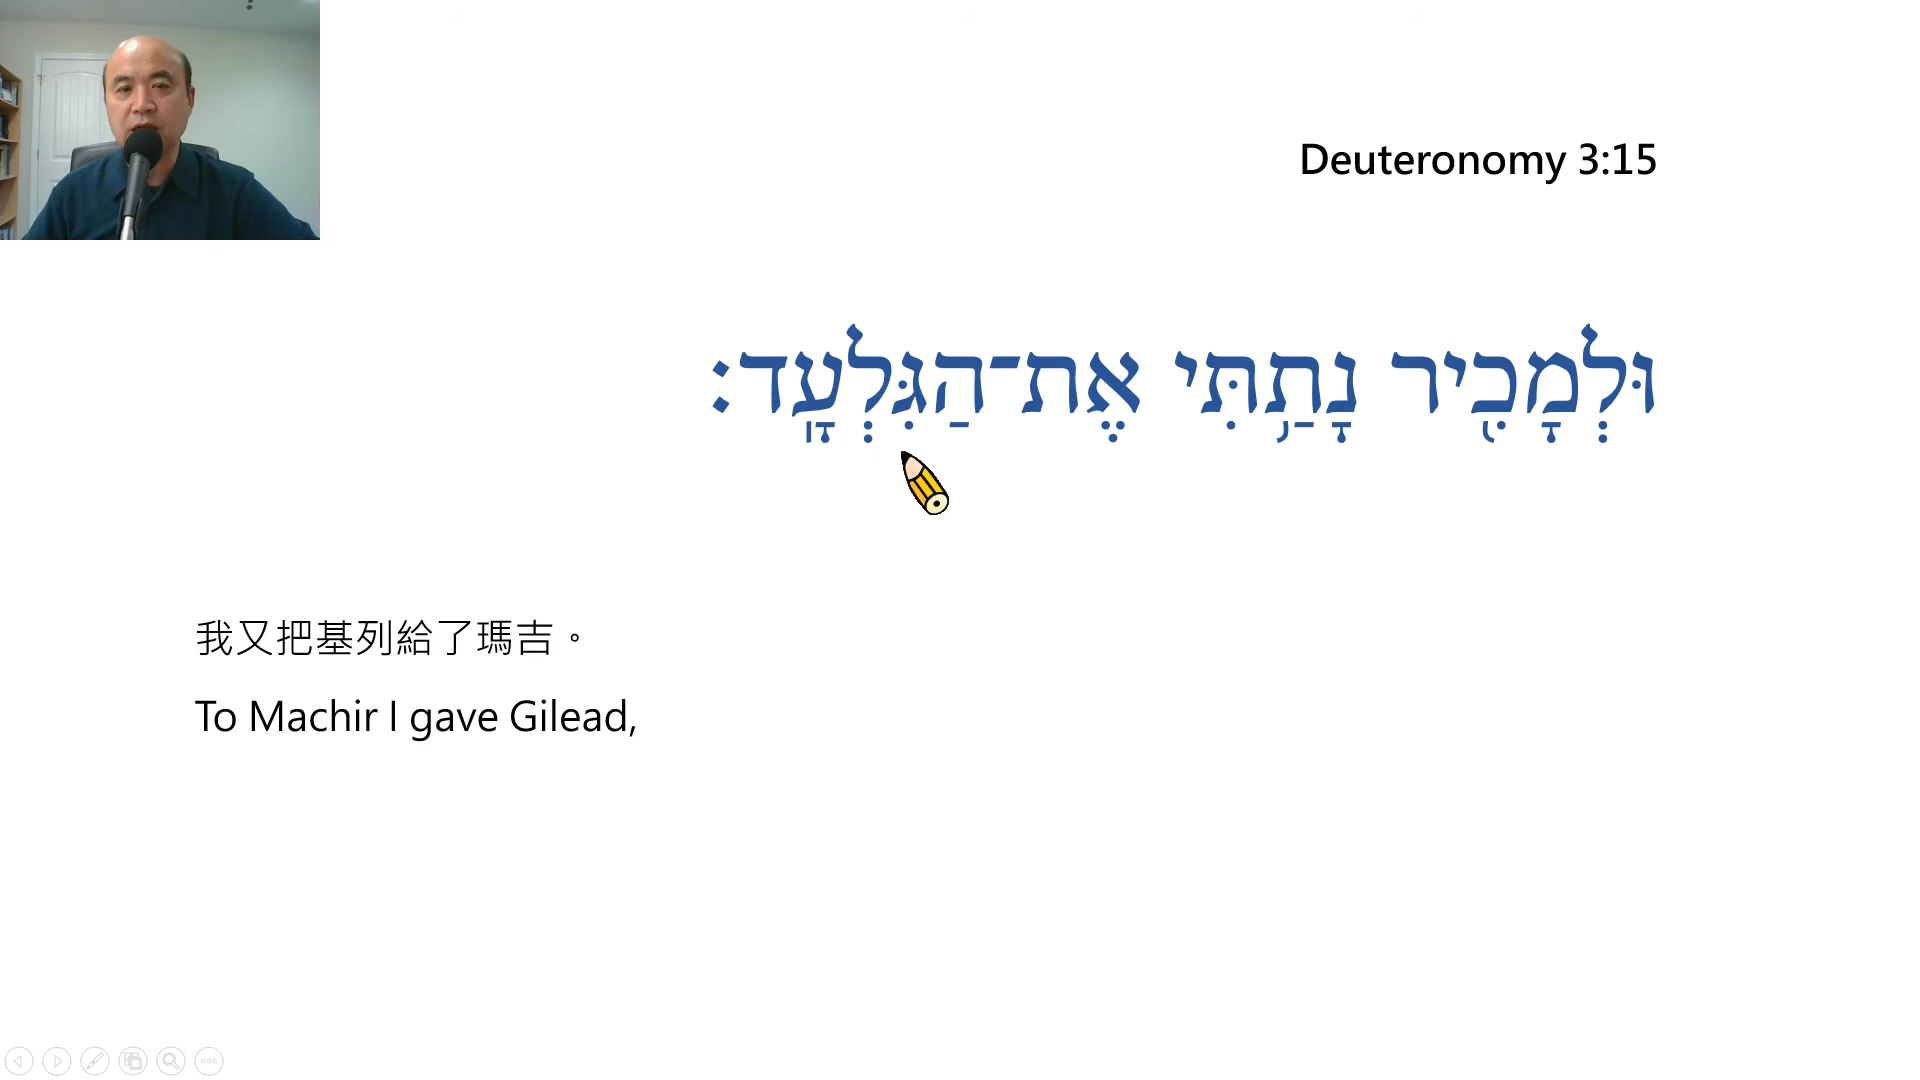 Deuteronomy 3:15
וּלְמָכִ֖יר נָתַ֥תִּי אֶת־הַגִּלְעָֽד׃
我又把基列給了瑪吉。
To Machir I gave Gilead,